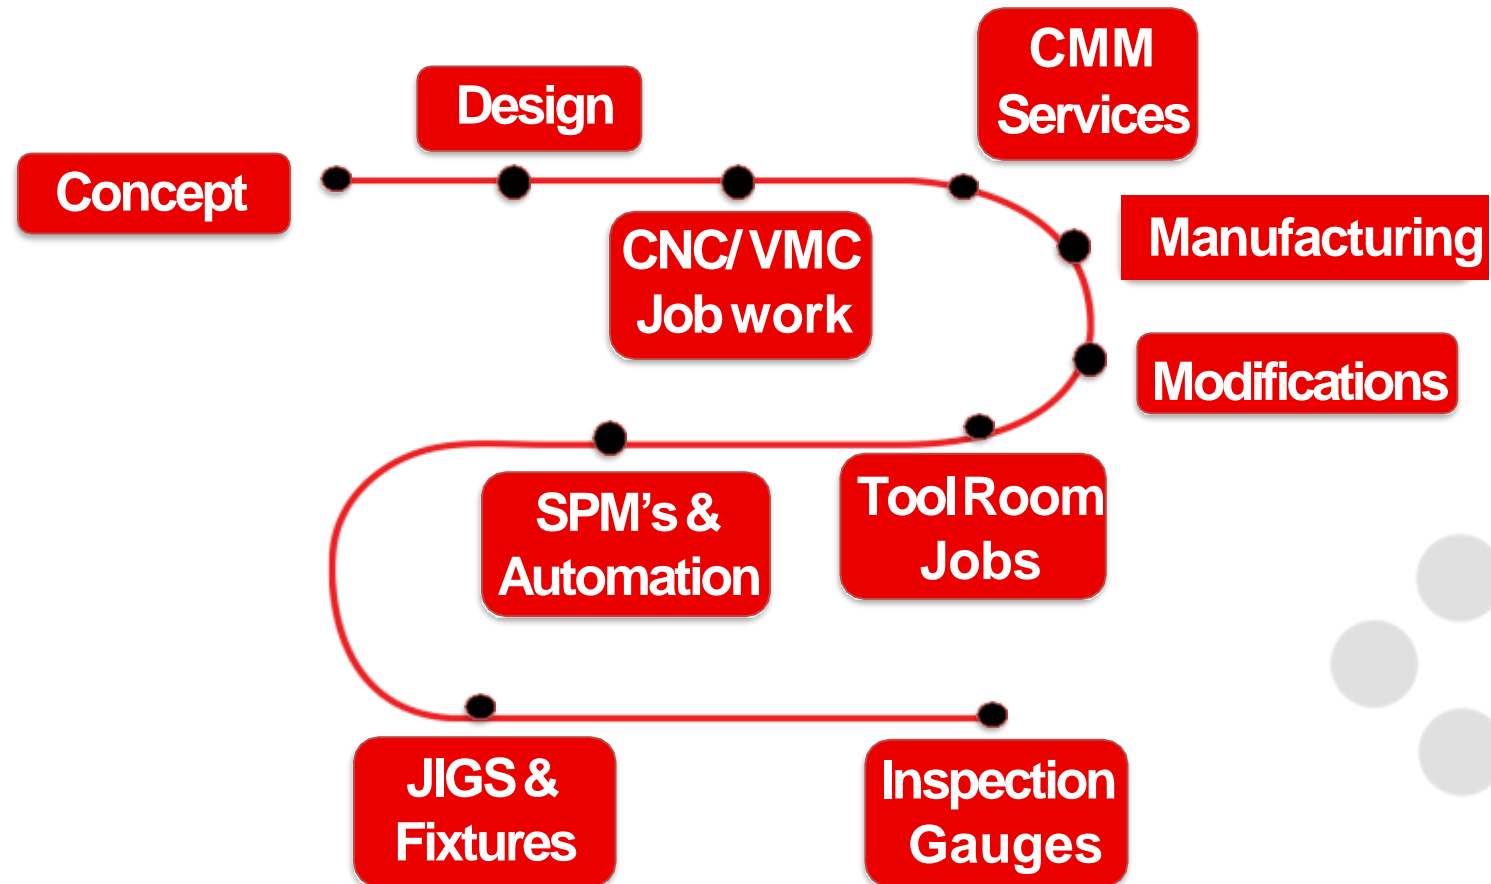 Concept
Design
CNC/ VMC
Job work
CMM
Services
Manufacturing
Modifications
Tool Room
Jobs
SPM’s &
Automation
JIGS &
Fixtures
Inspection
Gauges